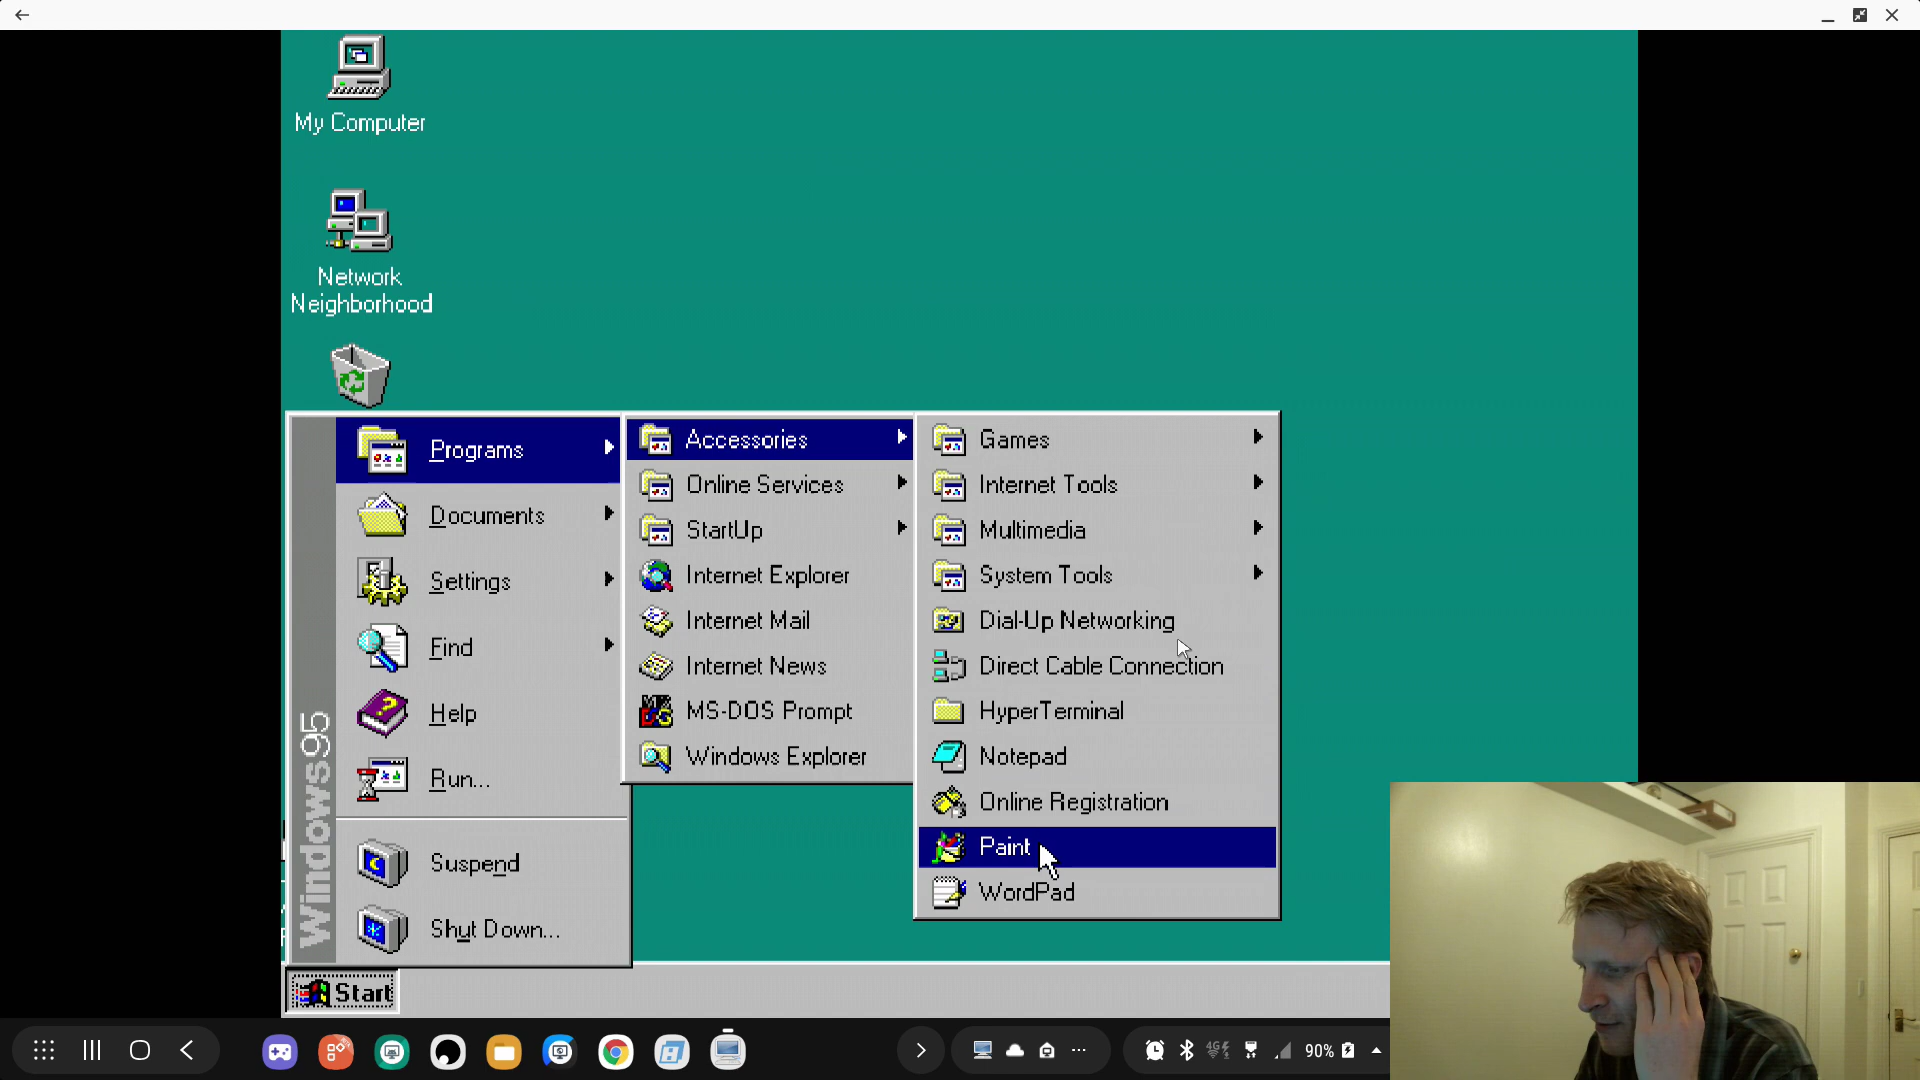 My Computer
Network
Neighborhood
Programs
Documents
Settings
Find
Help
Run...
Suspend
Shut Down...
Windows95
Accessories
Online Services
StartUp
Internet Explorer
Internet Mail
Internet News
MS-DOS Prompt
Windows Explorer
Games
Internet Tools
Multimedia
System Tools
Dial-Up Networking
Direct Cable Connection
HyperTerminal
Notepad
Online Registration
Paint
WordPad
Start
4G
90%